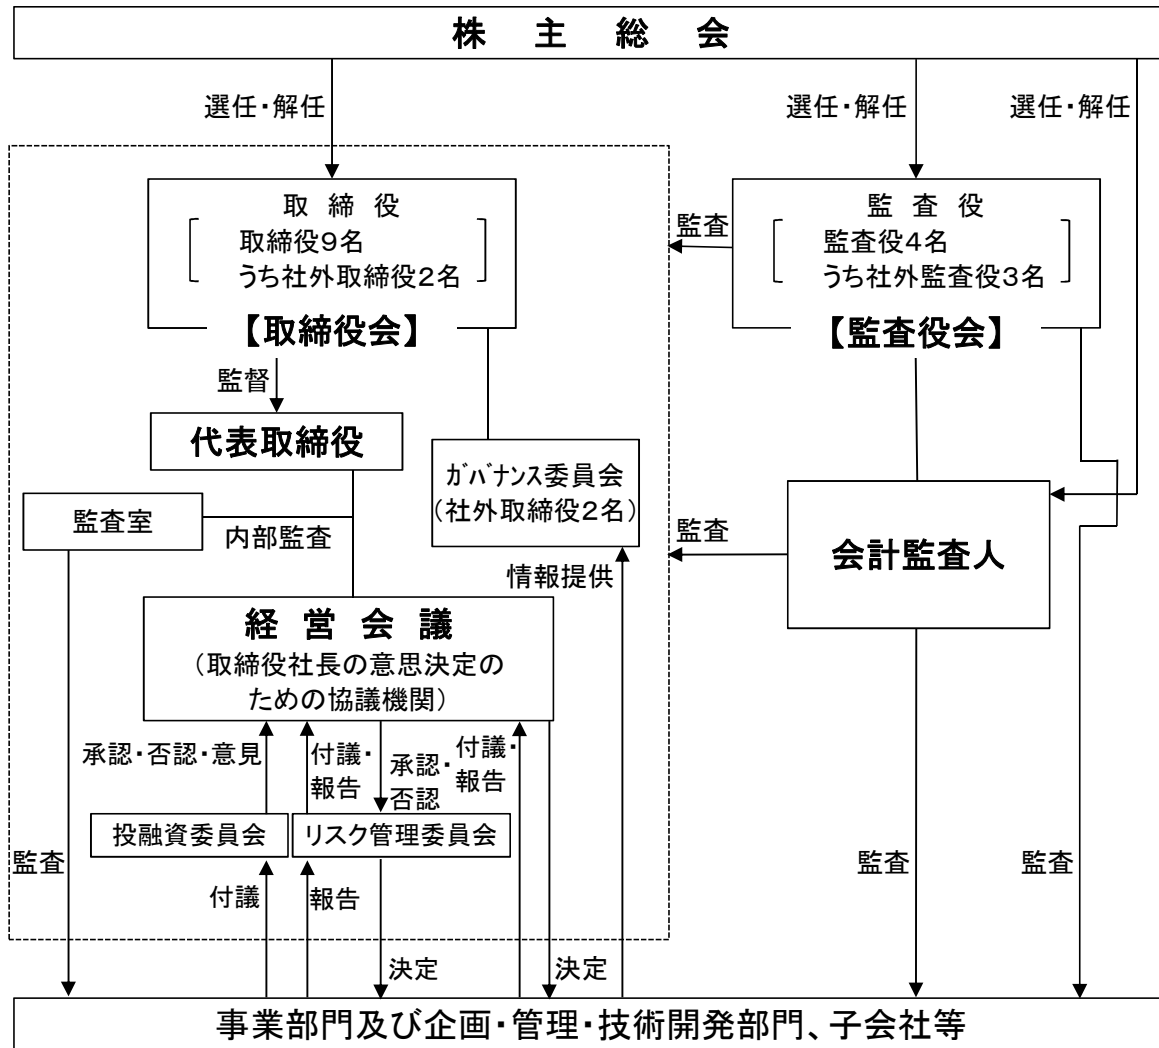 株 主 総 会
選任・解任
選任・解任
選任・解任
取 締 役
取締役9名
うち社外取締役2名
【取締役会】
監査
監 査 役
監査役4名
うち社外監査役3名
【監査役会】
監督
代表取締役
ｶﾞﾊﾞﾅﾝｽ委員会
（社外取締役2名）
監査室
内部監査
監査
会計監査人
情報提供
経 営 会 議
（取締役社長の意思決定の
ための協議機関）
承認・否認・意見
付議・
報告
承認・
否認
付議・
報告
投融資委員会
リスク管理委員会
監査
付議
報告
監査
監査
決定
決定
事業部門及び企画・管理・技術開発部門、子会社等